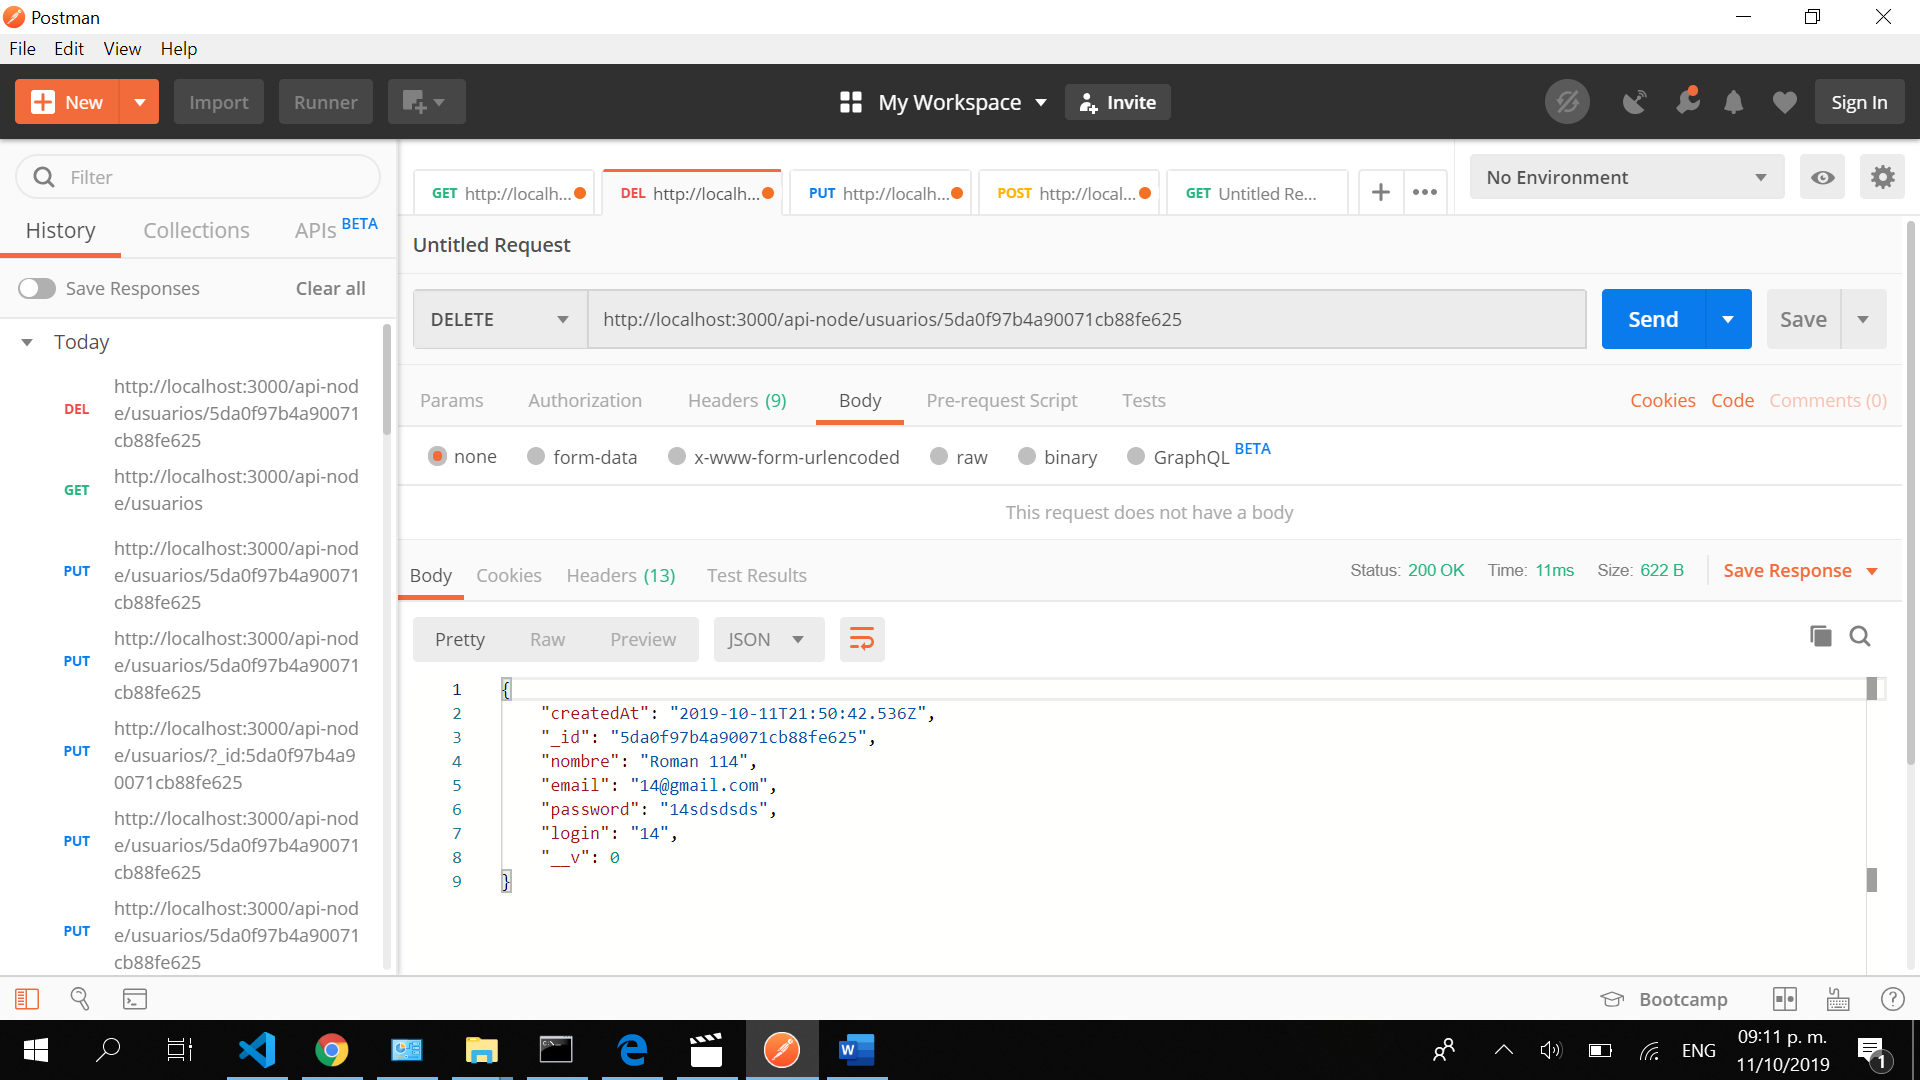 Postman
File Edit View Help
New Import Runner My Workspace Invite Sign In
Filter
History Collections APIs BETA
Save Responses Clear all
Today
DEL http://localhost:3000/api-nod
e/usuarios/5da0f97b4a90071
cb88fe625
GET http://localhost:3000/api-nod
e/usuarios
PUT http://localhost:3000/api-nod
e/usuarios/5da0f97b4a90071
cb88fe625
PUT http://localhost:3000/api-nod
e/usuarios/5da0f97b4a90071
cb88fe625
PUT http://localhost:3000/api-nod
e/usuarios/?_id:5da0f97b4a9
0071cb88fe625
PUT http://localhost:3000/api-nod
e/usuarios/5da0f97b4a90071
cb88fe625
PUT http://localhost:3000/api-nod
e/usuarios/5da0f97b4a90071
cb88fe625
GET http://localh... DEL http://localh... PUT http://localh... POST http://local... GET Untitled Re... + •••
No Environment
Untitled Request
DELETE http://localhost:3000/api-node/usuarios/5da0f97b4a90071cb88fe625 Send Save
Params Authorization Headers (9) Body Pre-request Script Tests Cookies Code Comments (0)
none form-data x-www-form-urlencoded raw binary GraphQL BETA
This request does not have a body
Body Cookies Headers (13) Test Results Status: 200 OK Time: 11ms Size: 622 B Save Response
Pretty Raw Preview JSON
1 {
2 "createdAt": "2019-10-11T21:50:42.536Z",
3 "_id": "5da0f97b4a90071cb88fe625",
4 "nombre": "Roman 114",
5 "email": "14@gmail.com",
6 "password": "14sdsdsds",
7 "login": "14",
8 "__v": 0
9 }
Bootcamp
ENG 09:11 p. m.
11/10/2019 1